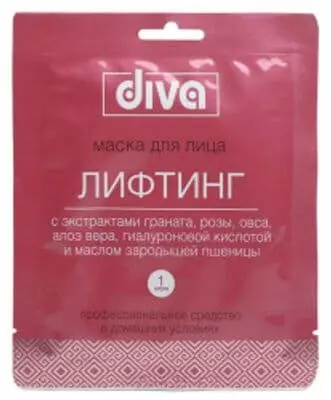 diva
маска для лица
ЛИФТИНГ
с экстрактами граната, розы, овса,
алоэ вера, гиалуроновой кислотой
и маслом зародышей пшеницы
1
профессиональное средство
в домашних условиях